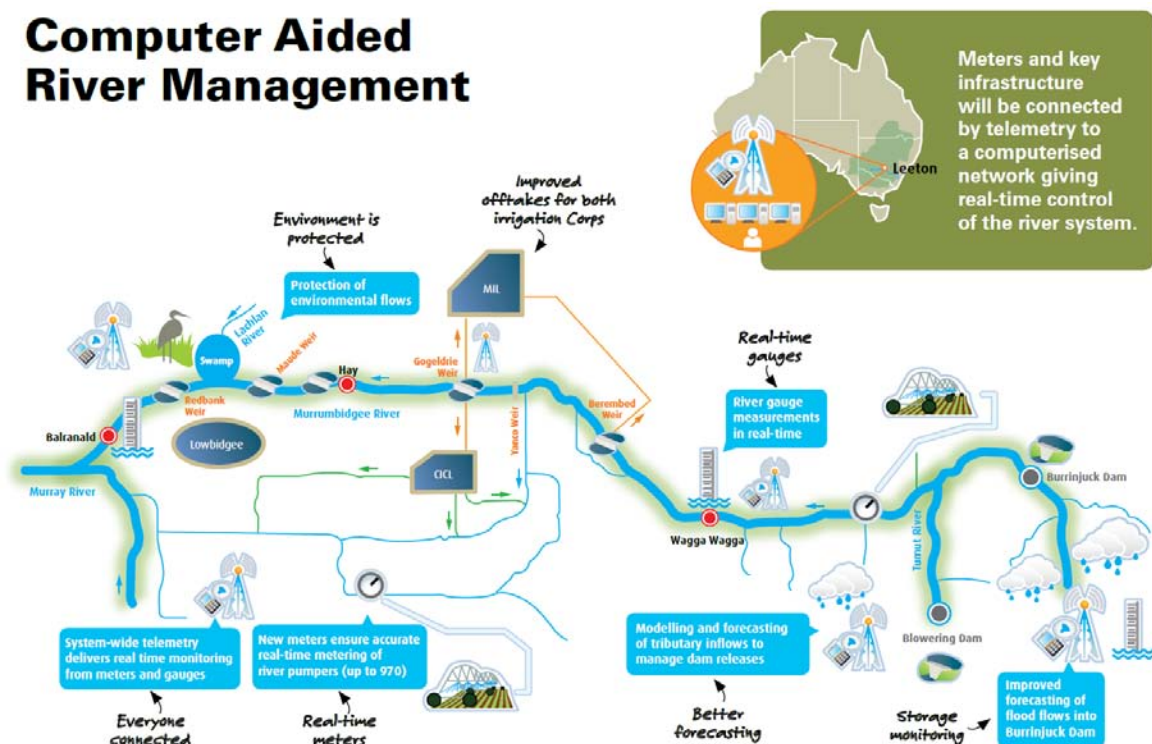 Computer Aided
River Management
Meters and key
infrastructure
will be connected
by telemetry to
a computerised
network giving
real-time control
of the river system.
Leeton
Improved
offtakes for both
irrigation Corps
Environment is
protected
Protection of
environmental flows
MIL
Lachlan
River
Swamp
Maude Weir
Hay
Gogeldrie
Weir
Real-time
gauges
River gauge
measurements
in real-time
Redbank
Weir
Murrumbidgee River
Yanco Weir
Berembed
Weir
Balranald
Lowbidgee
CICL
Murray River
Burrinjuck Dam
Wagga Wagga
Tumut River
Blowering Dam
System-wide telemetry
delivers real time monitoring
from meters and gauges
New meters ensure accurate
real-time metering of
river pumpers (up to 970)
Modelling and forecasting
of tributary inflows to
manage dam releases
Improved
forecasting of
flood flows into
Burrinjuck Dam
Everyone
connected
Real-time
meters
Better
forecasting
Storage
monitoring